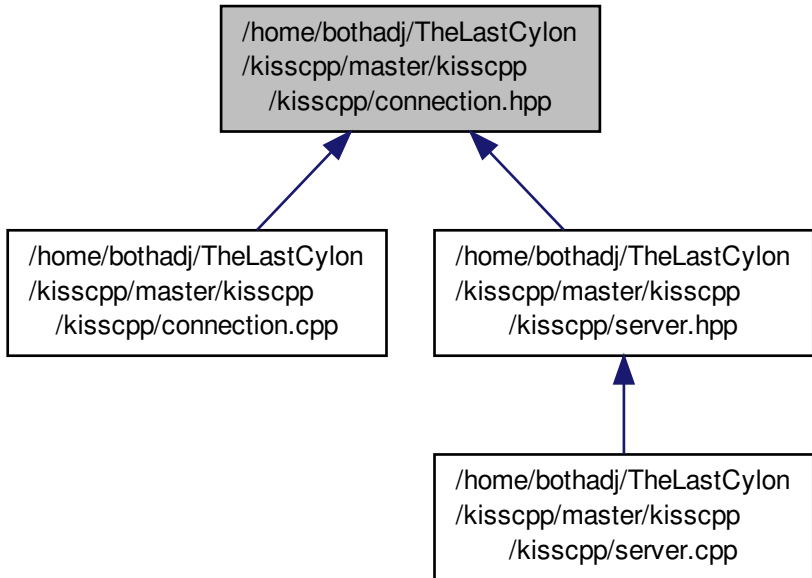 /home/bothadj/TheLastCylon
/kisscpp/master/kisscpp
/kisscpp/connection.hpp
/home/bothadj/TheLastCylon
/kisscpp/master/kisscpp
/kisscpp/connection.cpp
/home/bothadj/TheLastCylon
/kisscpp/master/kisscpp
/kisscpp/server.hpp
/home/bothadj/TheLastCylon
/kisscpp/master/kisscpp
/kisscpp/server.cpp